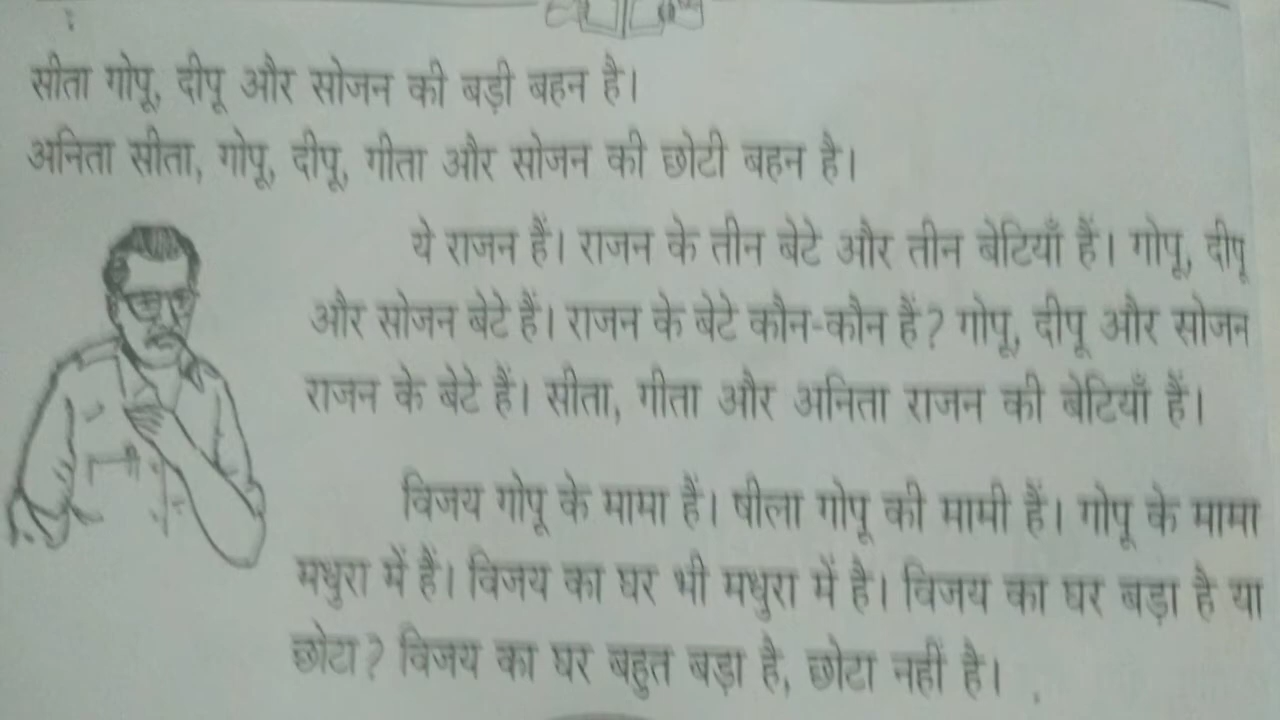 सीता गोपू, दीपू और सोजन की बड़ी बहन है।
अनिता सीता, गोपू, दीपू, गीता और सोजन की छोटी बहन है।
ये राजन हैं। राजन के तीन बेटे और तीन बेटियाँ हैं। गोपू, दीपू
और सोजन बेटे हैं। राजन के बेटे कौन-कौन हैं? गोपू, दीपू और सोजन
राजन के बेटे हैं। सीता, गीता और अनिता राजन की बेटियाँ हैं।
विजय गोपू के मामा हैं। षीला गोपू की मामी हैं। गोपू के मामा
मधुरा में हैं। विजय का घर भी मधुरा में है। विजय का घर बड़ा है या
छोटा? विजय का घर बहुत बड़ा है, छोटा नहीं है।